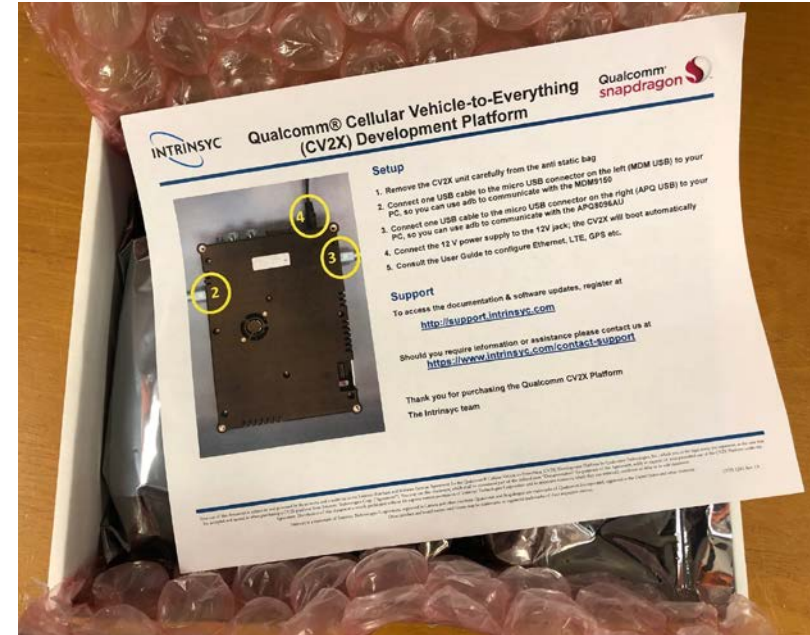 INTRINSYC
Qualcomm® Cellular Vehicle-to-Everything
(CV2X) Development Platform
Qualcomm
snapdragon
Setup
1. Remove the CV2X unit carefully from the anti static bag
2. Connect one USB cable to the micro USB connector on the left (MDM USB) to your
PC, so you can use adb to communicate with the MDM9150
3. Connect one USB cable to the micro USB connector on the right (APQ USB) to your
PC, so you can use adb to communicate with the APQ8096AU
4. Connect the 12 V power supply to the 12V jack; the CV2X will boot automatically
5. Consult the User Guide to configure Ethernet, LTE, GPS etc.
4
3
2
Support
To access the documentation & software updates, register at
http://support.intrinsyc.com
Should you require information or assistance please contact us at
https://www.intrinsyc.com/contact-support
Thank you for purchasing the Qualcomm CV2X Platform
The Intrinsyc team